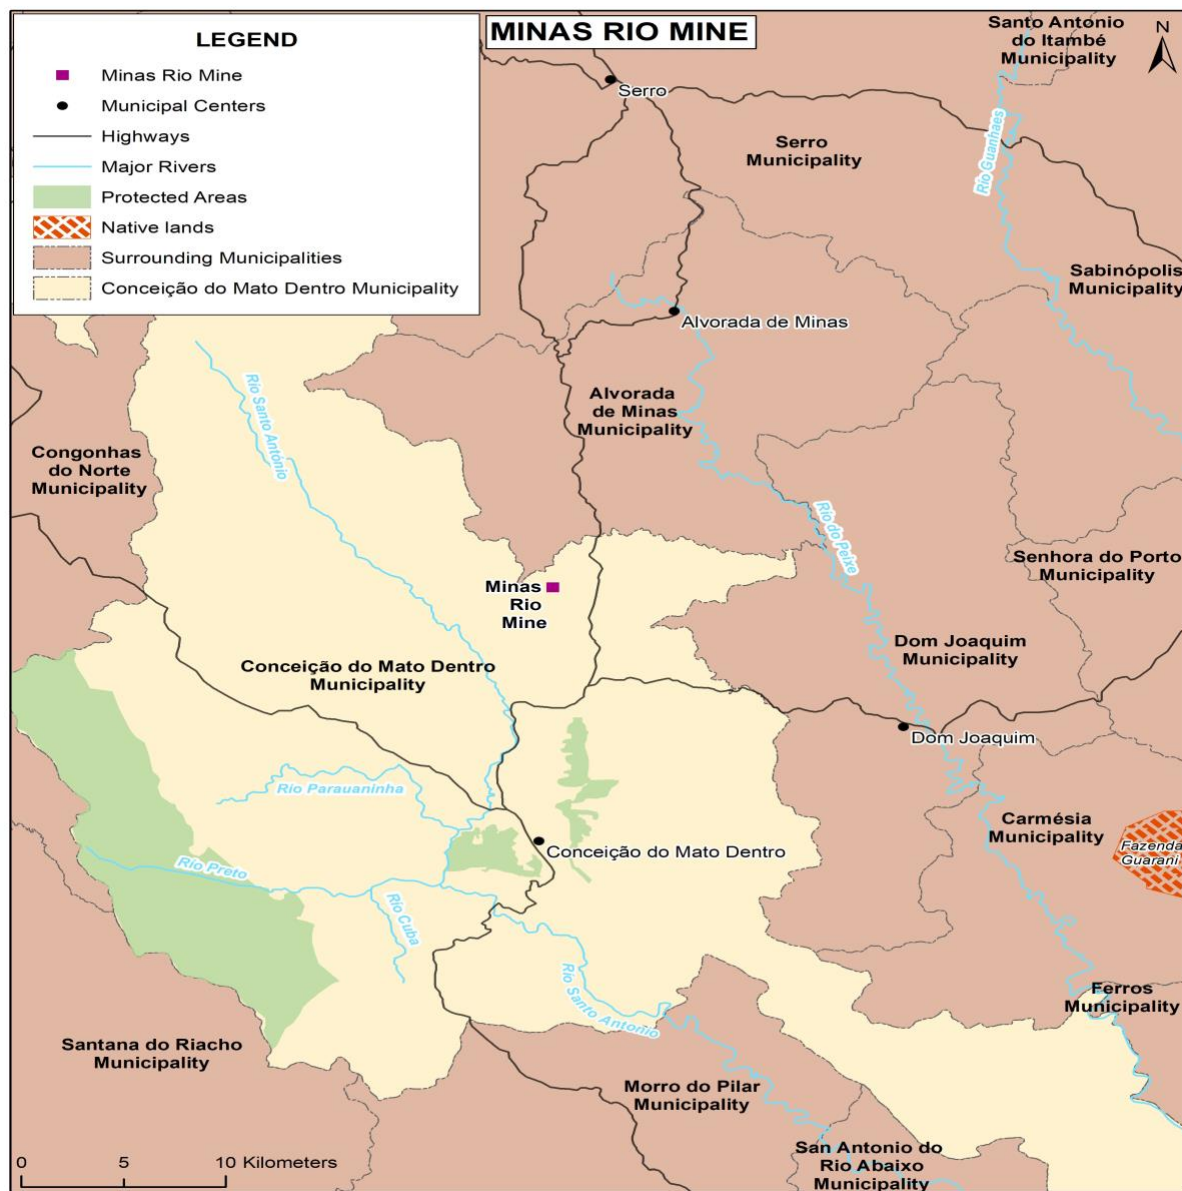 MINAS RIO MINE
LEGEND
Minas Rio Mine
Municipal Centers
Highways
Major Rivers
Protected Areas
Native lands
Surrounding Municipalities
Conceição do Mato Dentro Municipality
Santo Antonio
do Itambé
Municipality
N
Serro
Serro
Municipality
Rio Guanhaes
Sabinópolis
Municipality
Alvorada de Minas
Alvorada
de Minas
Municipality
Rio Santo Antônio
Congonhas
do Norte
Municipality
Rio do Peixe
Senhora do Porto
Municipality
Minas
Rio
Mine
Dom Joaquim
Municipality
Conceição do Mato Dentro
Municipality
Dom Joaquim
Rio Parauaninha
Carmésia
Municipality
Fazenda
Guarani
Conceição do Mato Dentro
Rio Preto
Rio Cuba
Rio Santo Antonio
Ferros
Municipality
Santana do Riacho
Municipality
Morro do Pilar
Municipality
San Antonio do
Rio Abaixo
Municipality
0 5 10 Kilometers